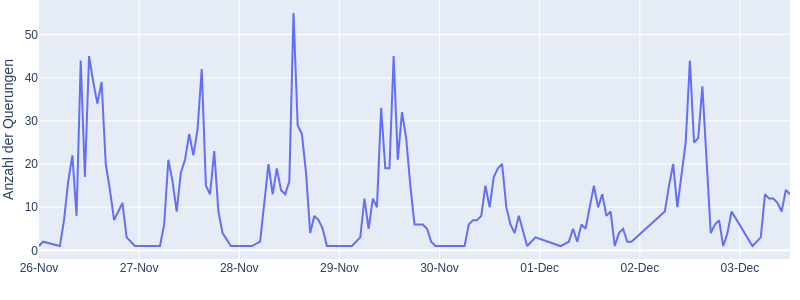 Anzahl der Querungen
50
40
30
20
10
0
26-Nov
27-Nov
28-Nov
29-Nov
30-Nov
01-Dec
02-Dec
03-Dec